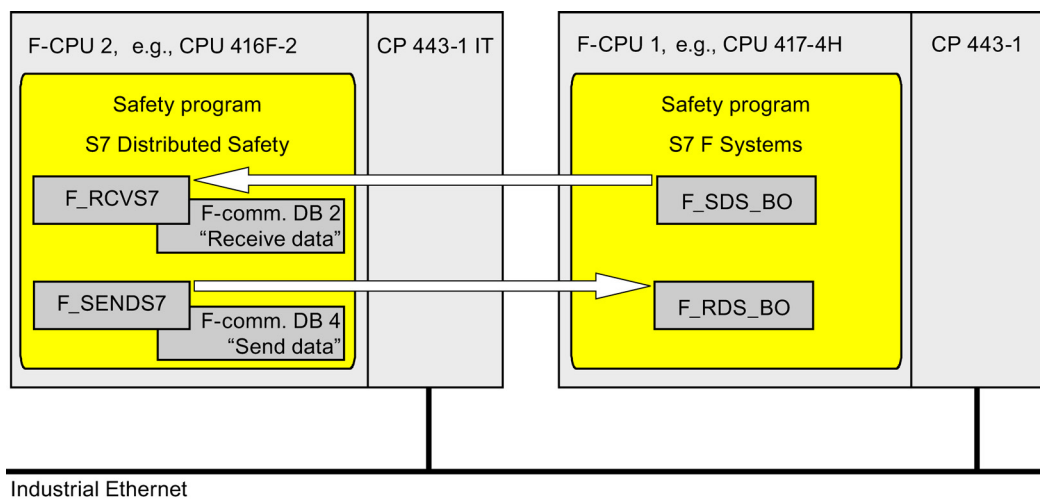 F-CPU 2, e.g., CPU 416F-2
CP 443-1 IT
Safety program
S7 Distributed Safety
F_RCVS7
F-comm. DB 2
“Receive data”
F_SENDS7
F-comm. DB 4
“Send data”
F-CPU 1, e.g., CPU 417-4H
CP 443-1
Safety program
S7 F Systems
F_SDS_BO
F_RDS_BO
Industrial Ethernet